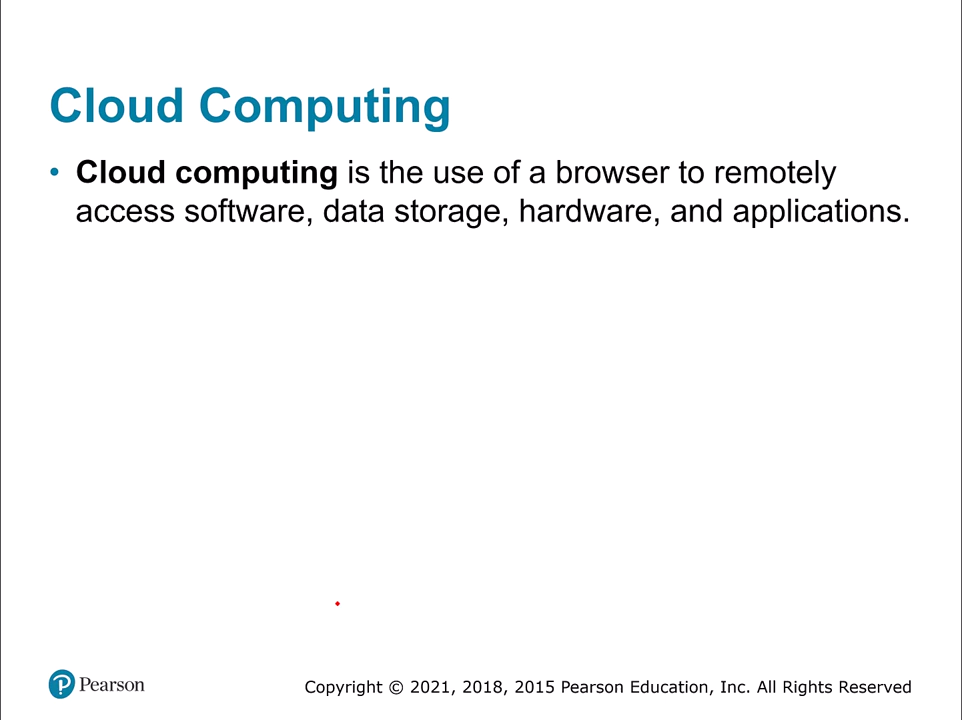 Cloud Computing
• Cloud computing is the use of a browser to remotely
access software, data storage, hardware, and applications.
Pearson
Copyright © 2021, 2018, 2015 Pearson Education, Inc. All Rights Reserved